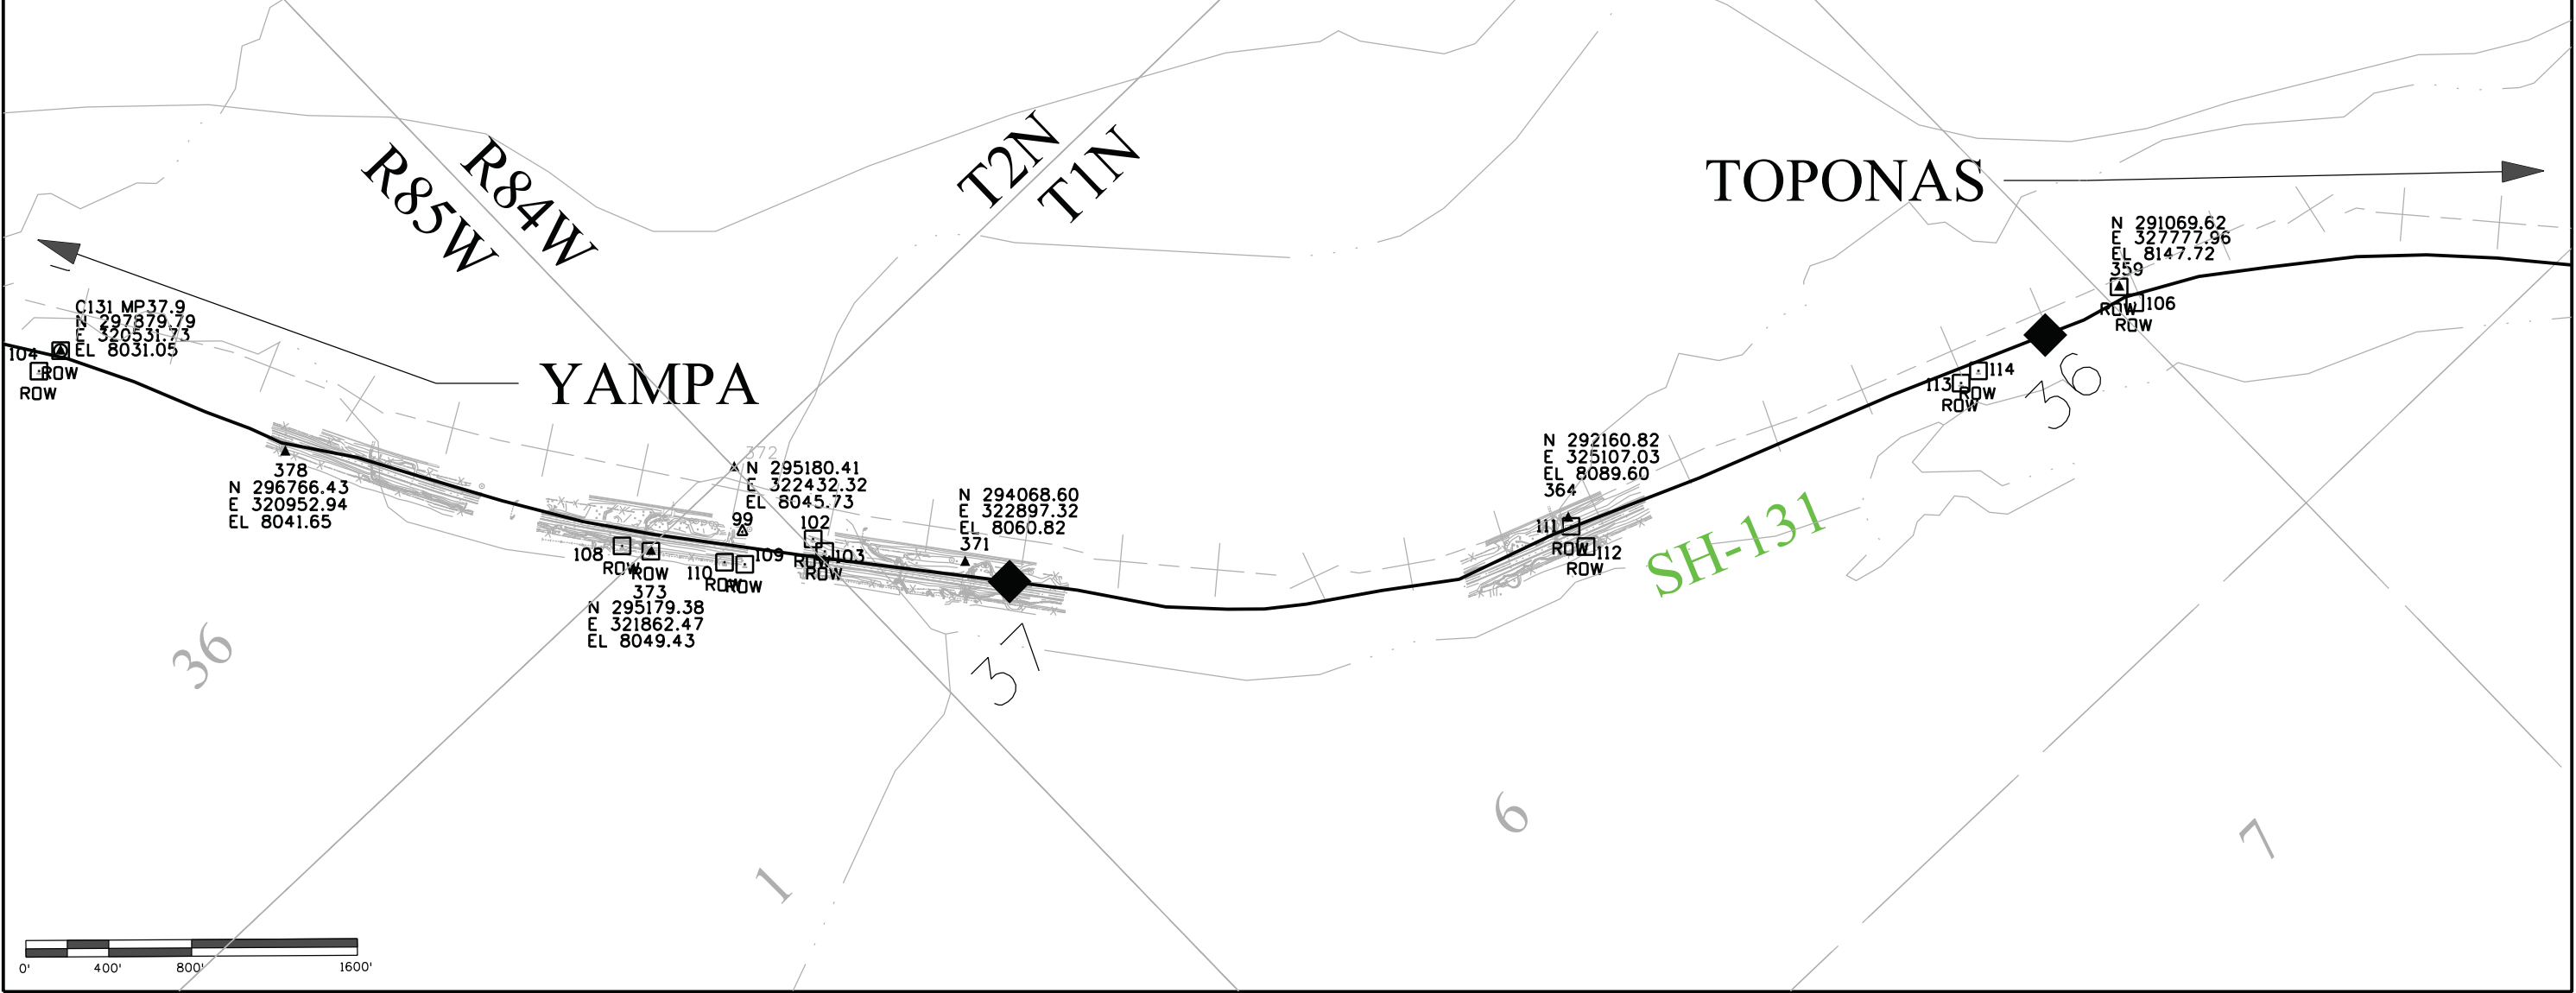 R85W
R84W
T2N
T1N
TOPONAS
N 291069.62
E 327777.96
EL 8147.72
359
ROW
106
ROW
C131 MP37.9
N 297879.79
E 320531.73
EL 8031.05
104
ROW
ROW
YAMPA
114
113
ROW
ROW
36
378
N 296766.43
E 320952.94
EL 8041.65
372
N 295180.41
E 322432.32
EL 8045.73
99
102
103
ROW
ROW
109
110
ROW
ROW
108
ROW
ROW
373
N 295179.38
E 321862.47
EL 8049.43
N 294068.60
E 322897.32
EL 8060.82
371
N 292160.82
E 325107.03
EL 8089.60
364
111
ROW
112
ROW
SH-131
37
36
1
6
7
0'
400'
800'
1600'